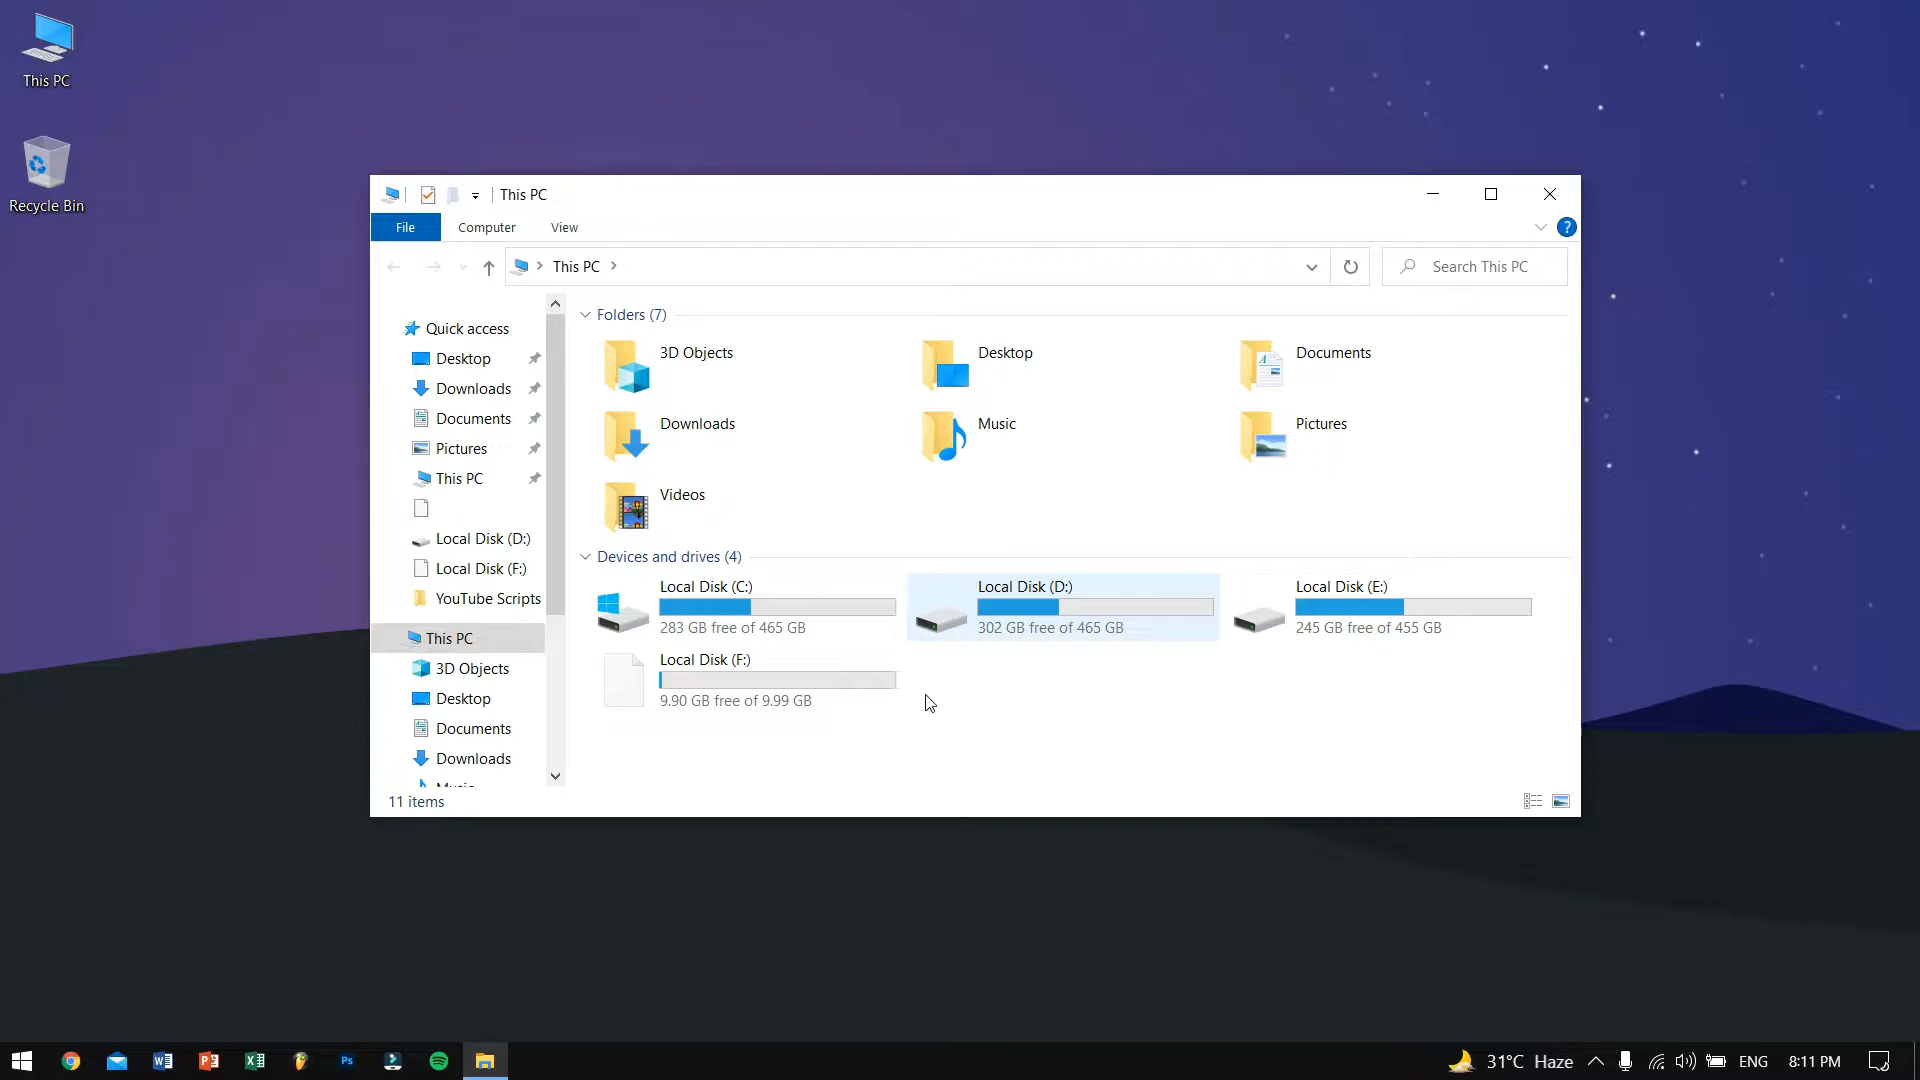 This PC
Recycle Bin
This PC
File
Computer
View
?
This PC
Search This PC
Quick access
Desktop
Downloads
Documents
Pictures
This PC
Local Disk (D:)
Local Disk (F:)
YouTube Scripts
This PC
3D Objects
Desktop
Documents
Downloads
Music
Folders (7)
3D Objects
Desktop
Documents
Downloads
Music
Pictures
Videos
Devices and drives (4)
Local Disk (C:)
283 GB free of 465 GB
Local Disk (D:)
302 GB free of 465 GB
Local Disk (E:)
245 GB free of 455 GB
Local Disk (F:)
9.90 GB free of 9.99 GB
11 items
Ps
31°C Haze
ENG
8:11 PM